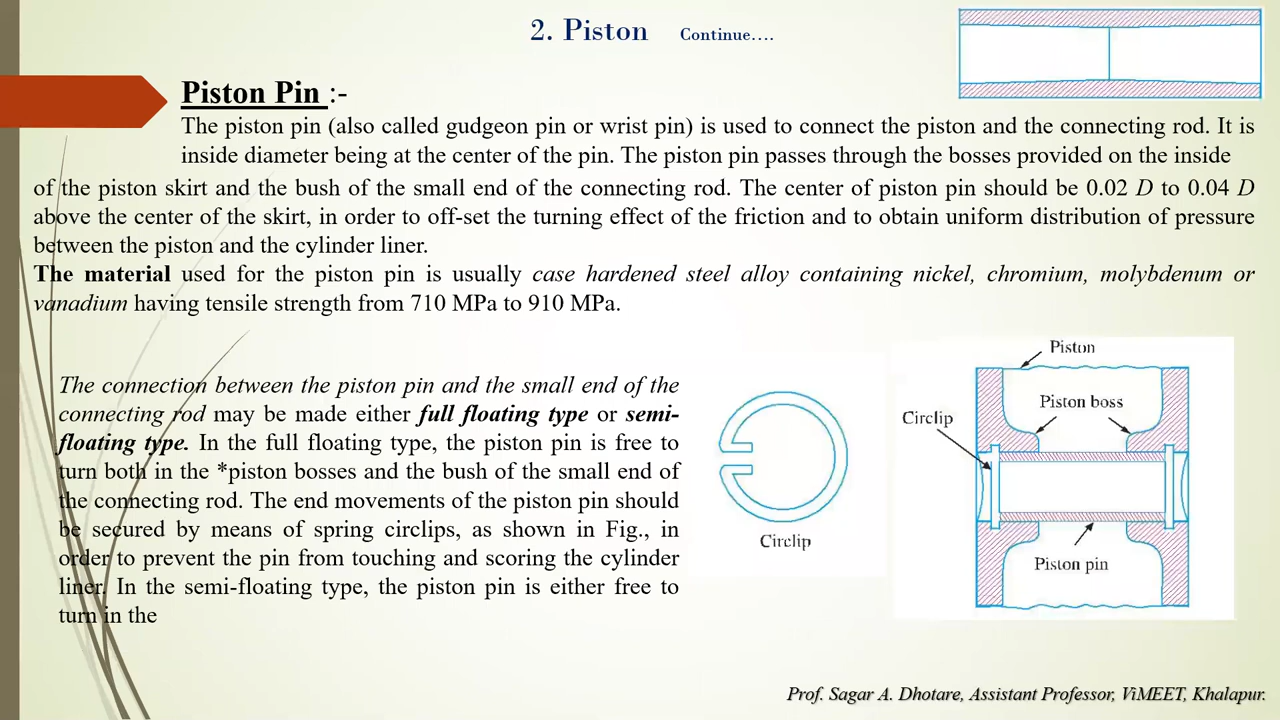 2. Piston Continue....
Piston Pin :-
The piston pin (also called gudgeon pin or wrist pin) is used to connect the piston and the connecting rod. It is
inside diameter being at the center of the pin. The piston pin passes through the bosses provided on the inside
of the piston skirt and the bush of the small end of the connecting rod. The center of piston pin should be 0.02 D to 0.04 D
above the center of the skirt, in order to off-set the turning effect of the friction and to obtain uniform distribution of pressure
between the piston and the cylinder liner.
The material used for the piston pin is usually case hardened steel alloy containing nickel, chromium, molybdenum or
vanadium having tensile strength from 710 MPa to 910 MPa.
The connection between the piston pin and the small end of the
connecting rod may be made either full floating type or semi-
floating type. In the full floating type, the piston pin is free to
turn both in the *piston bosses and the bush of the small end of
the connecting rod. The end movements of the piston pin should
be secured by means of spring circlips, as shown in Fig., in
order to prevent the pin from touching and scoring the cylinder
liner. In the semi-floating type, the piston pin is either free to
turn in the
Circlip
Piston
Piston boss
Circlip
Piston pin
Prof. Sagar A. Dhotare, Assistant Professor, ViMEET, Khalapur.